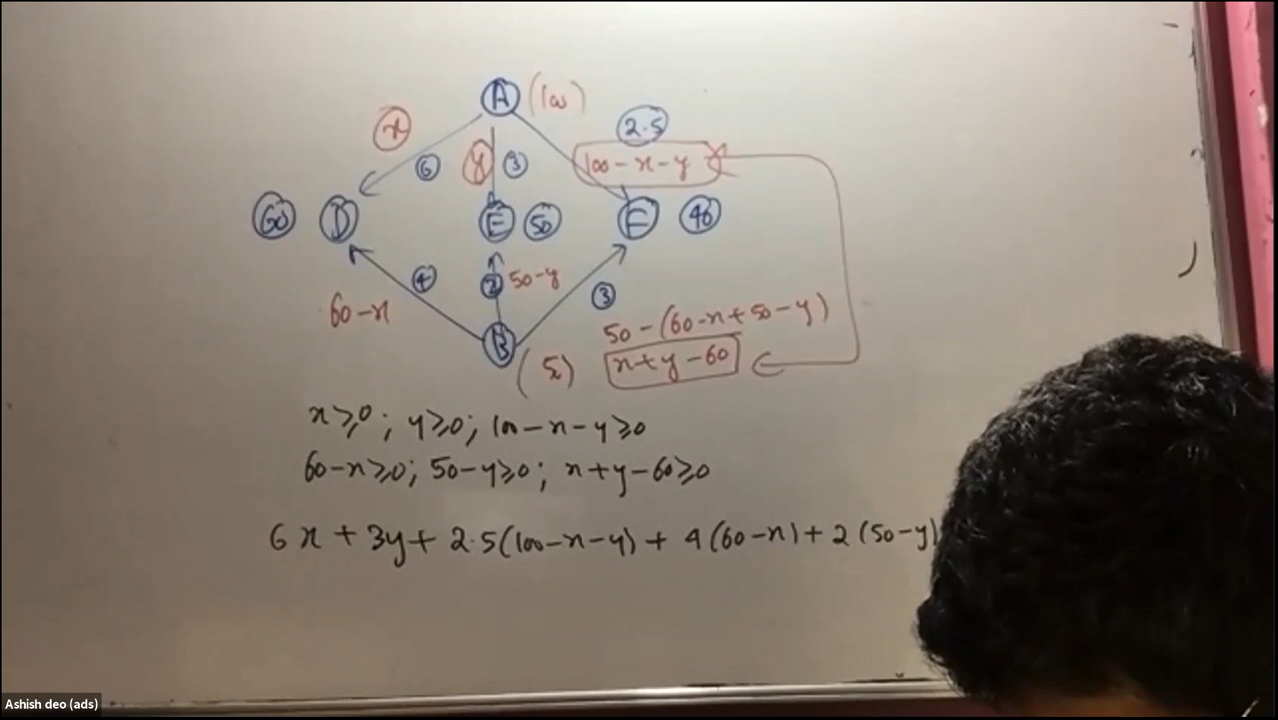 A (100)
x 6 y 3 2.5
100-x-y
60 D E 50 F 40
4 2 50-y 3
60-x
50-(60-x+50-y)
B x+y-60
x≥0; y≥0; 100-x-y≥0
60-x≥0; 50-y≥0; x+y-60≥0
6x+3y+2.5(100-x-y)+4(60-x)+2(50-y)
Ashish deo (ads)